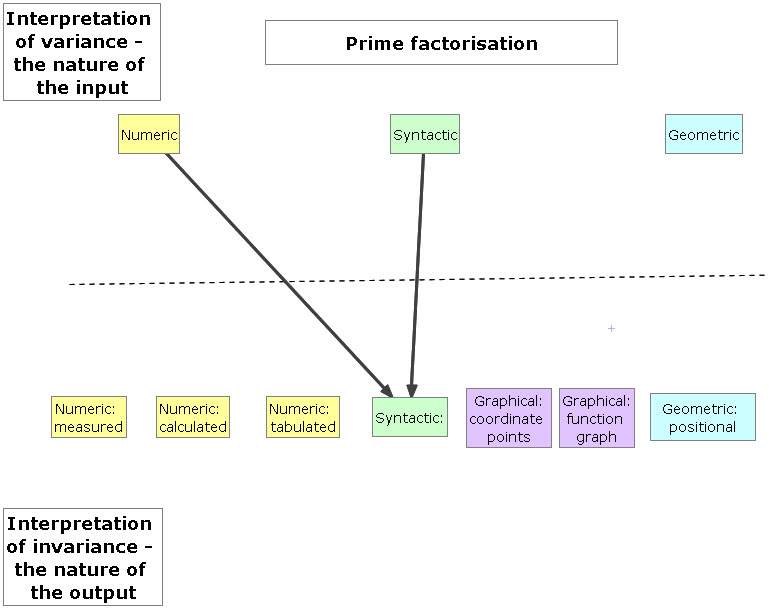 Interpretation
of variance -
the nature of
the input
Prime factorisation
Numeric
Syntactic
Geometric
Numeric:
measured
Numeric:
calculated
Numeric:
tabulated
Syntactic:
Graphical:
coordinate
points
Graphical:
function
graph
Geometric:
positional
Interpretation
of invariance -
the nature of
the output